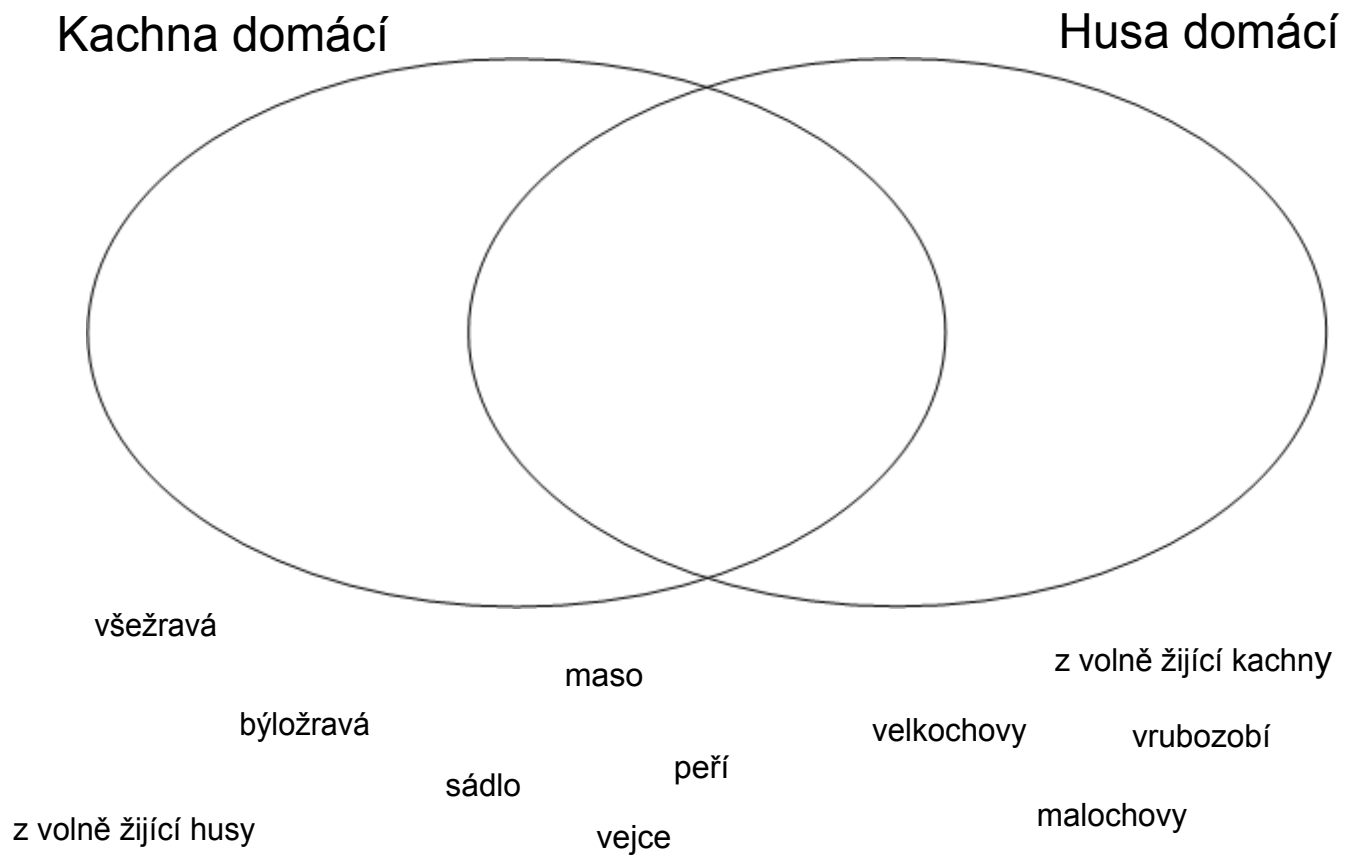 Kachna domácí
Husa domácí
všežravá
maso
z volně žijící kachny
býložravá
velkochovy
vrubozobí
sádlo
peří
malochovy
z volně žijící husy
vejce